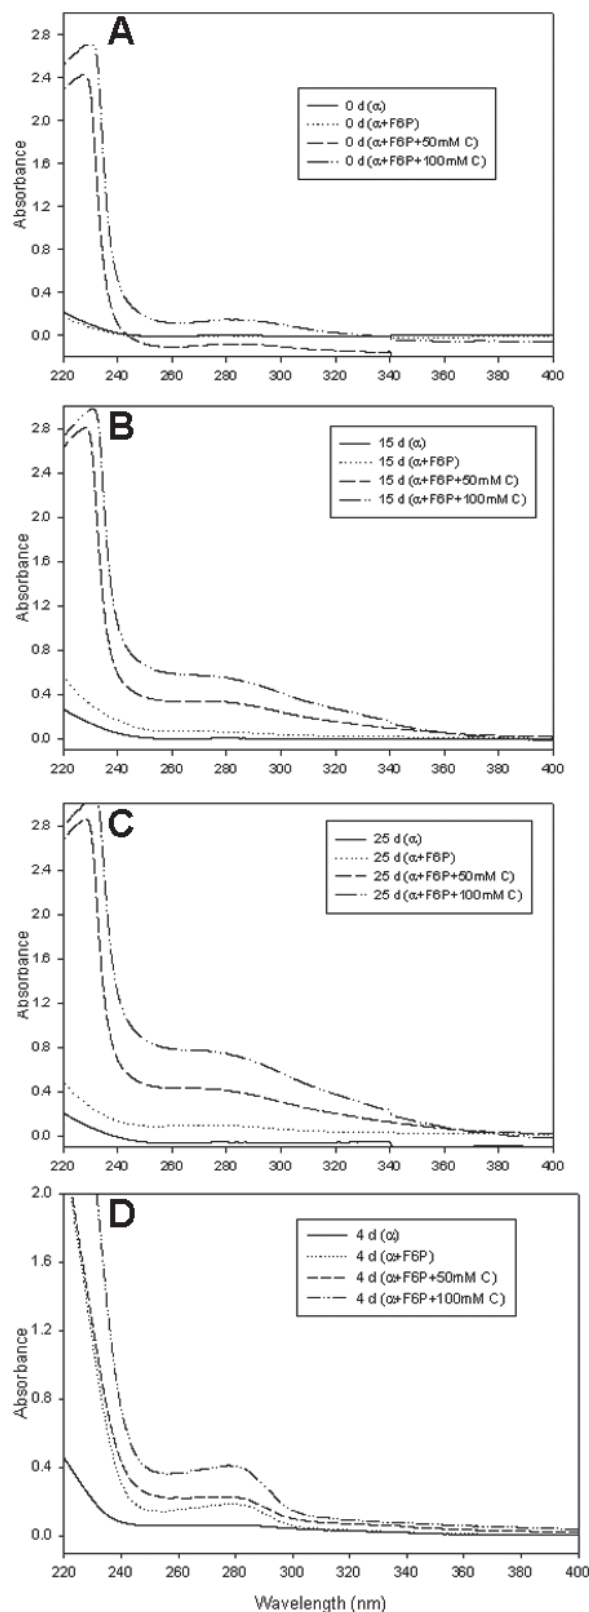 A
2.8
2.4
2.0
1.6
1.2
0.8
0.4
0.0
Absorbance
0 d (α)
0 d (α+F6P)
0 d (α+F6P+50mM C)
0 d (α+F6P+100mM C)
220 240 260 280 300 320 340 360 380 400
B
2.8
2.4
2.0
1.6
1.2
0.8
0.4
0.0
Absorbance
15 d (α)
15 d (α+F6P)
15 d (α+F6P+50mM C)
15 d (α+F6P+100mM C)
220 240 260 280 300 320 340 360 380 400
C
2.8
2.4
2.0
1.6
1.2
0.8
0.4
0.0
Absorbance
25 d (α)
25 d (α+F6P)
25 d (α+F6P+50mM C)
25 d (α+F6P+100mM C)
220 240 260 280 300 320 340 360 380 400
D
2.0
1.6
1.2
0.8
0.4
0.0
Absorbance
4 d (α)
4 d (α+F6P)
4 d (α+F6P+50mM C)
4 d (α+F6P+100mM C)
220 240 260 280 300 320 340 360 380 400
Wavelength (nm)